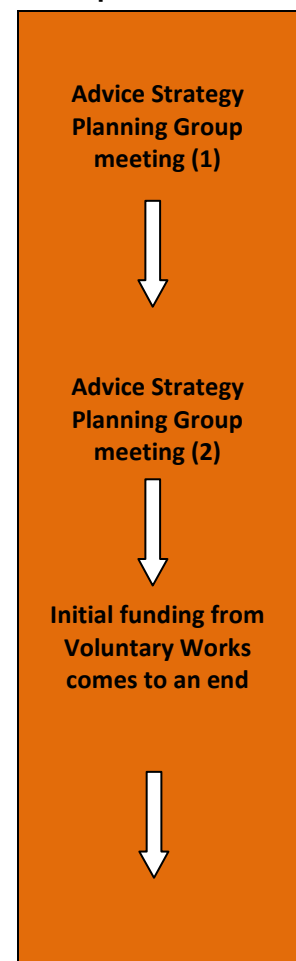 Advice Strategy
Planning Group
meeting (1)
Advice Strategy
Planning Group
meeting (2)
Initial funding from
Voluntary Works
comes to an end